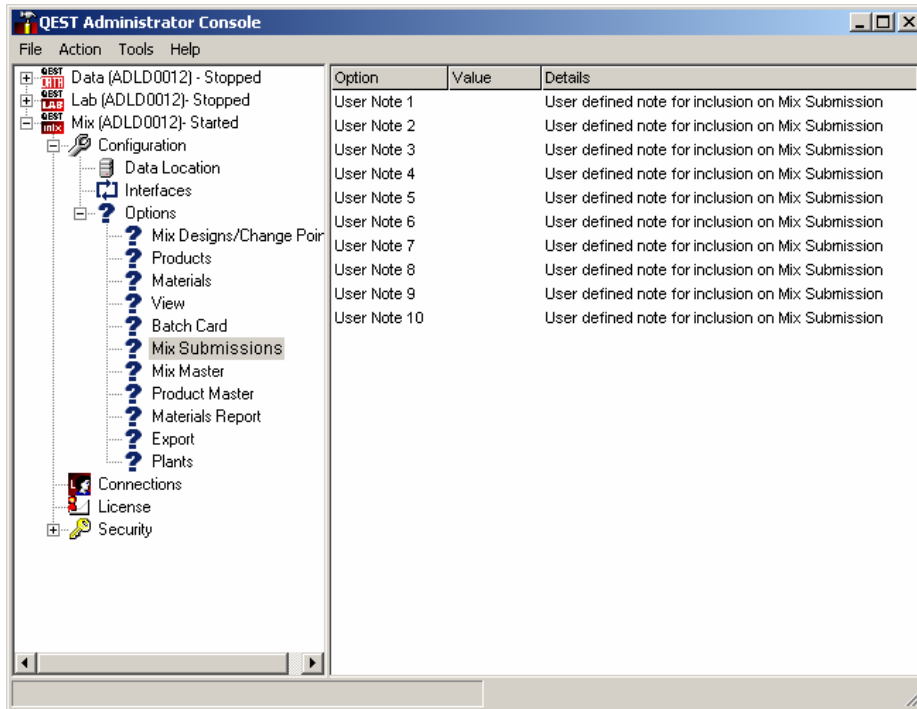 QEST Administrator Console
File Action Tools Help
QEST DATA Data (ADLD0012) - Stopped
QEST LAB Lab (ADLD0012)- Stopped
QEST mix Mix (ADLD0012)- Started
Configuration
Data Location
Interfaces
Options
Mix Designs/Change Poin
Products
Materials
View
Batch Card
Mix Submissions
Mix Master
Product Master
Materials Report
Export
Plants
Connections
License
Security
Option Value Details
User Note 1 User defined note for inclusion on Mix Submission
User Note 2 User defined note for inclusion on Mix Submission
User Note 3 User defined note for inclusion on Mix Submission
User Note 4 User defined note for inclusion on Mix Submission
User Note 5 User defined note for inclusion on Mix Submission
User Note 6 User defined note for inclusion on Mix Submission
User Note 7 User defined note for inclusion on Mix Submission
User Note 8 User defined note for inclusion on Mix Submission
User Note 9 User defined note for inclusion on Mix Submission
User Note 10 User defined note for inclusion on Mix Submission